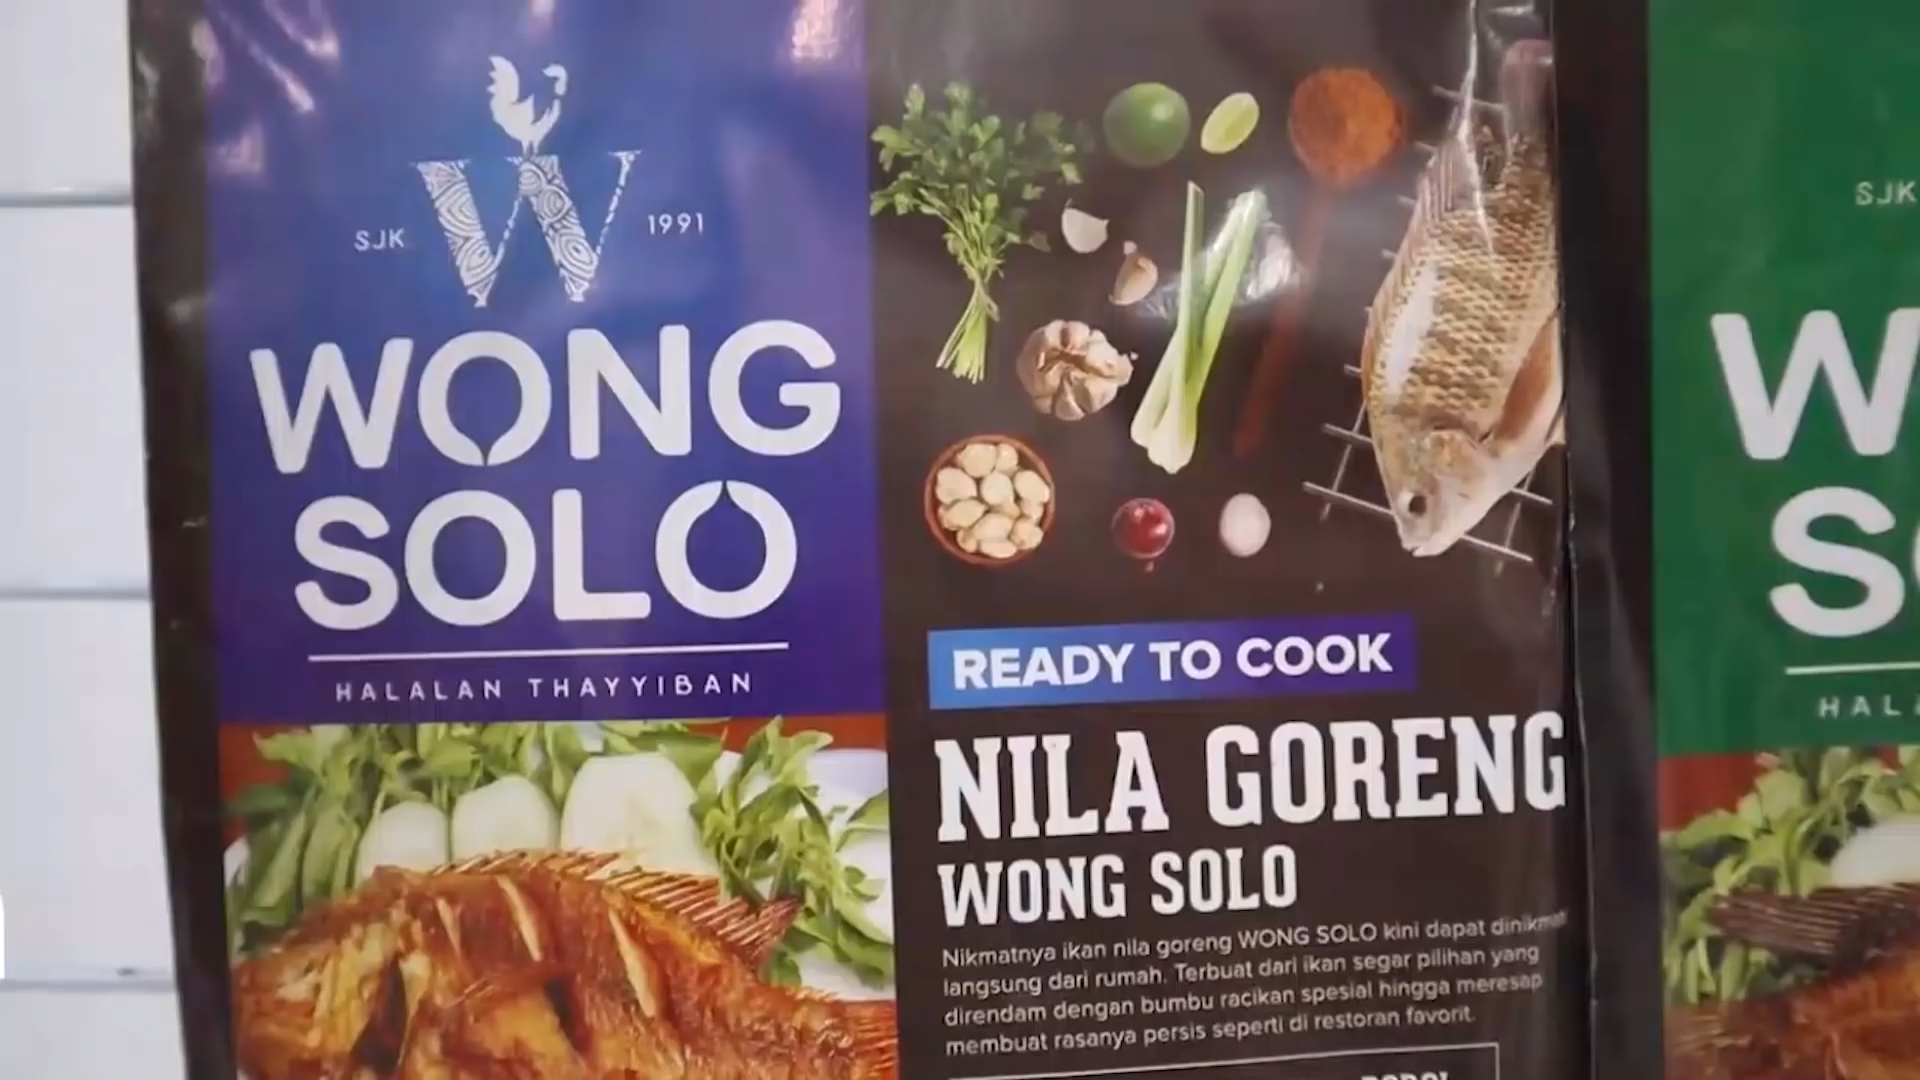 SJK 1991
WONG
SOLO
HALALAN THAYYIBAN
READY TO COOK
NILA GORENG
WONG SOLO
Nikmatnya ikan nila goreng WONG SOLO kini dapat dinikmati
langsung dari rumah. Terbuat dari ikan segar pilihan yang
direndam dengan bumbu racikan spesial hingga meresap
membuat rasanya persis seperti di restoran favorit.
SJK